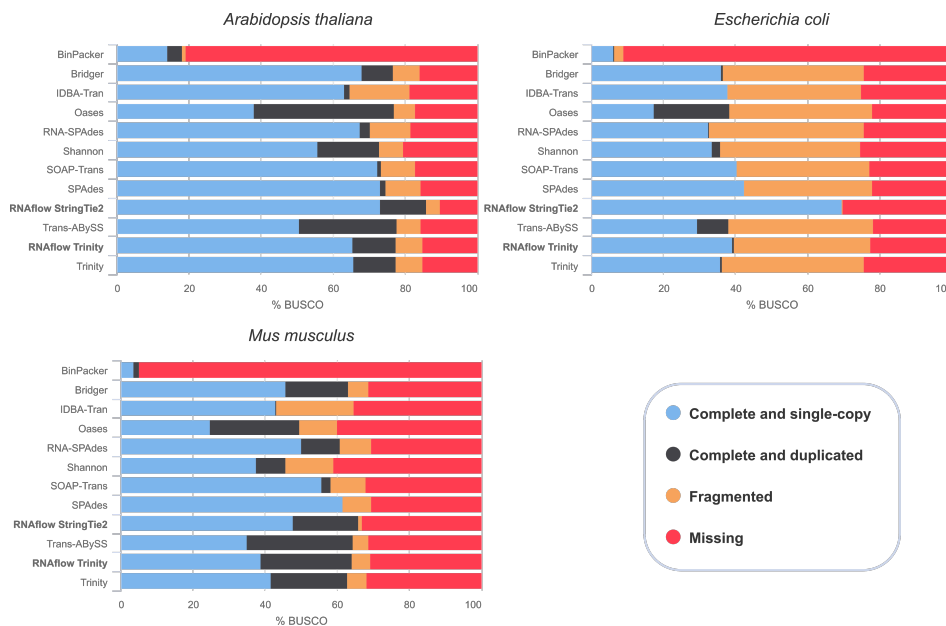 Arabidopsis thaliana
BinPacker
Bridger
IDBA-Tran
Oases
RNA-SPAdes
Shannon
SOAP-Trans
SPAdes
RNAflow StringTie2
Trans-ABySS
RNAflow Trinity
Trinity
0 20 40 60 80 100
% BUSCO
Escherichia coli
BinPacker
Bridger
IDBA-Trans
Oases
RNA-SPAdes
Shannon
SOAP-Trans
SPAdes
RNAflow StringTie2
Trans-ABySS
RNAflow Trinity
Trinity
0 20 40 60 80 100
% BUSCO
Mus musculus
BinPacker
Bridger
IDBA-Tran
Oases
RNA-SPAdes
Shannon
SOAP-Trans
SPAdes
RNAflow StringTie2
Trans-ABySS
RNAflow Trinity
Trinity
0 20 40 60 80 100
% BUSCO
Complete and single-copy
Complete and duplicated
Fragmented
Missing